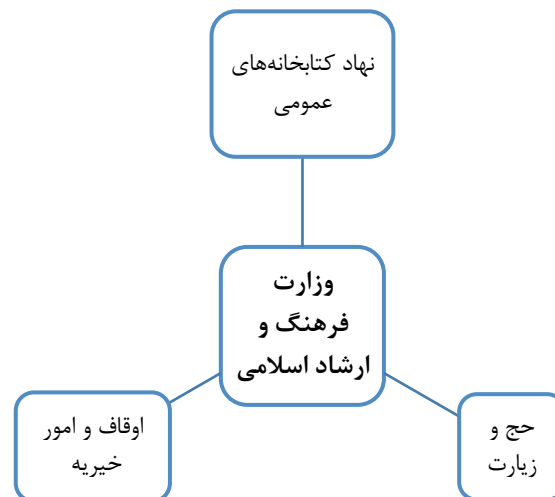 نهاد کتابخانه‌های
عمومی
وزارت
فرهنگ و
ارشاد اسلامی
حج و
زیارت
اوقاف و امور
خیریه